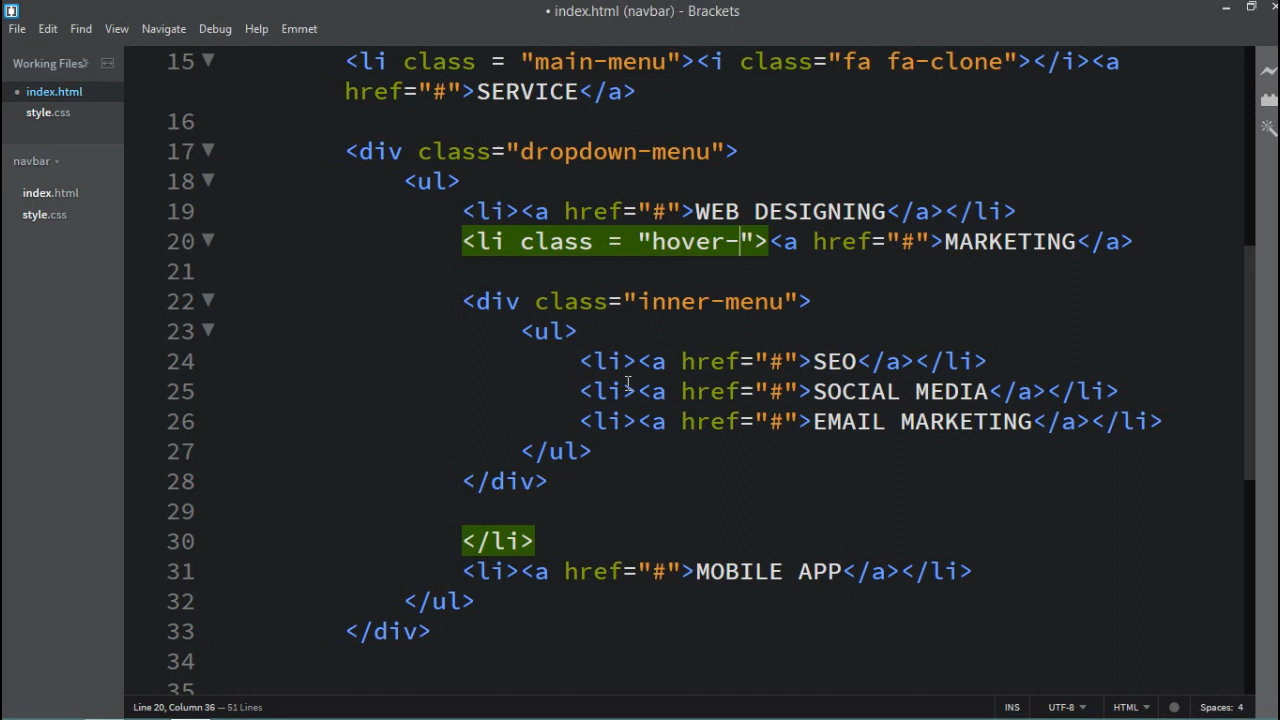 • index.html (navbar) - Brackets
File Edit Find View Navigate Debug Help Emmet
Working Files
• index.html
style.css
navbar
index.html
style.css
15 <li class = "main-menu"><i class="fa fa-clone"></i><a
href="#">SERVICE</a>
16
17 <div class="dropdown-menu">
18 <ul>
19 <li><a href="#">WEB DESIGNING</a></li>
20 <li class = "hover-"><a href="#">MARKETING</a>
21
22 <div class="inner-menu">
23 <ul>
24 <li><a href="#">SEO</a></li>
25 <li><a href="#">SOCIAL MEDIA</a></li>
26 <li><a href="#">EMAIL MARKETING</a></li>
27 </ul>
28 </div>
29
30 </li>
31 <li><a href="#">MOBILE APP</a></li>
32 </ul>
33 </div>
34
35
Line 20, Column 36 — 51 Lines
INS UTF-8 HTML Spaces: 4